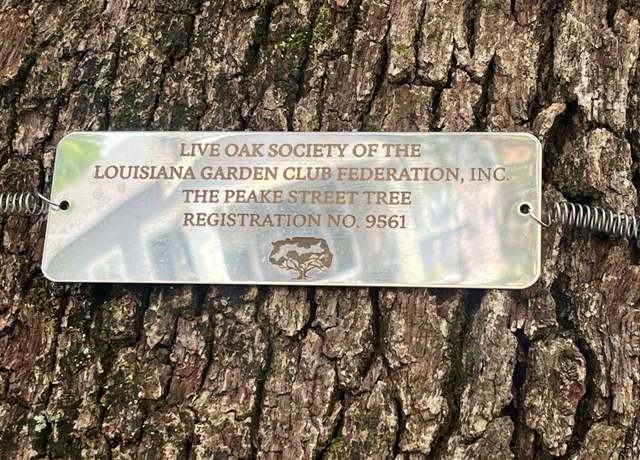 LIVE OAK SOCIETY OF THE
LOUISIANA GARDEN CLUB FEDERATION, INC.
THE PEAKE STREET TREE
REGISTRATION NO. 9561